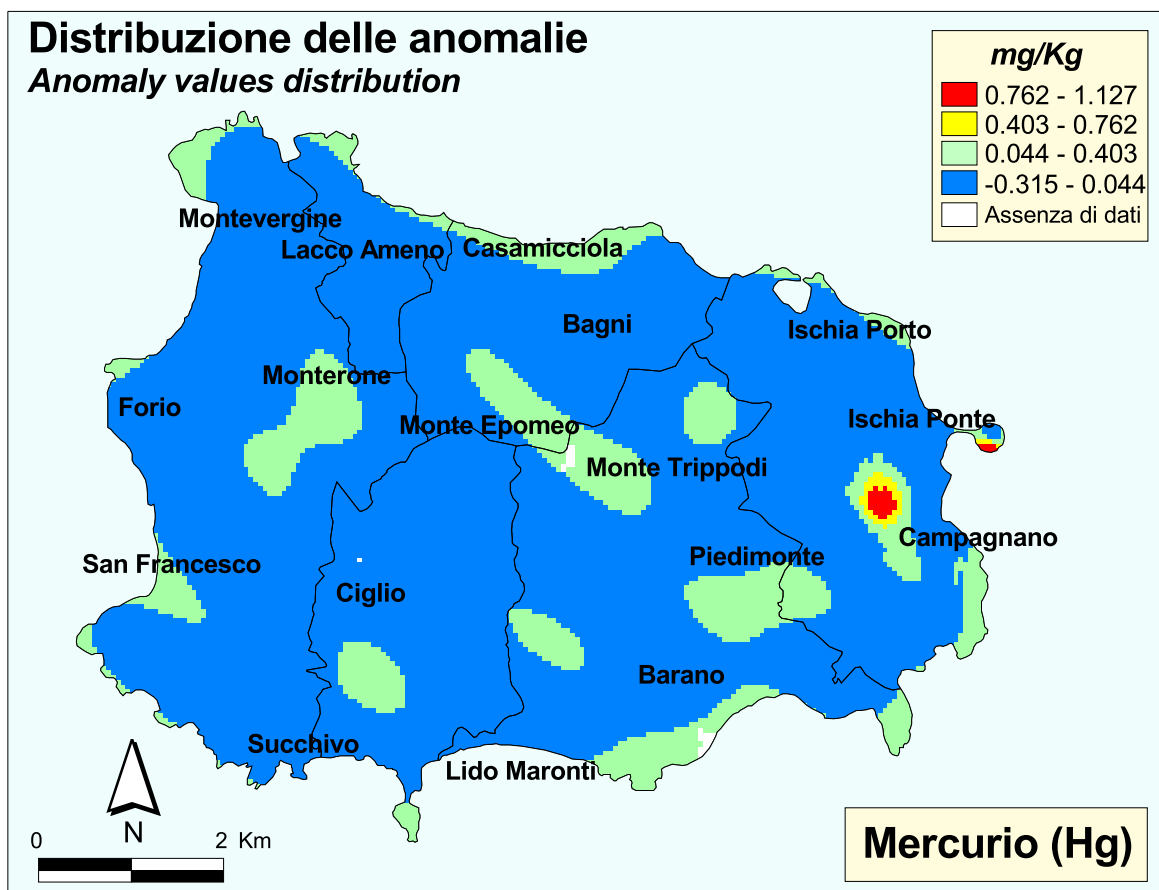 Distribuzione delle anomalie
Anomaly values distribution
mg/Kg
0.762 - 1.127
0.403 - 0.762
0.044 - 0.403
-0.315 - 0.044
Assenza di dati
Montevergine
Lacco Ameno
Casamicciola
Bagni
Ischia Porto
Monterone
Forio
Monte Epomeo
Ischia Ponte
Monte Trippodi
Campagnano
San Francesco
Piedimonte
Ciglio
Barano
Succhivo
Lido Maronti
N
0 2 Km
Mercurio (Hg)